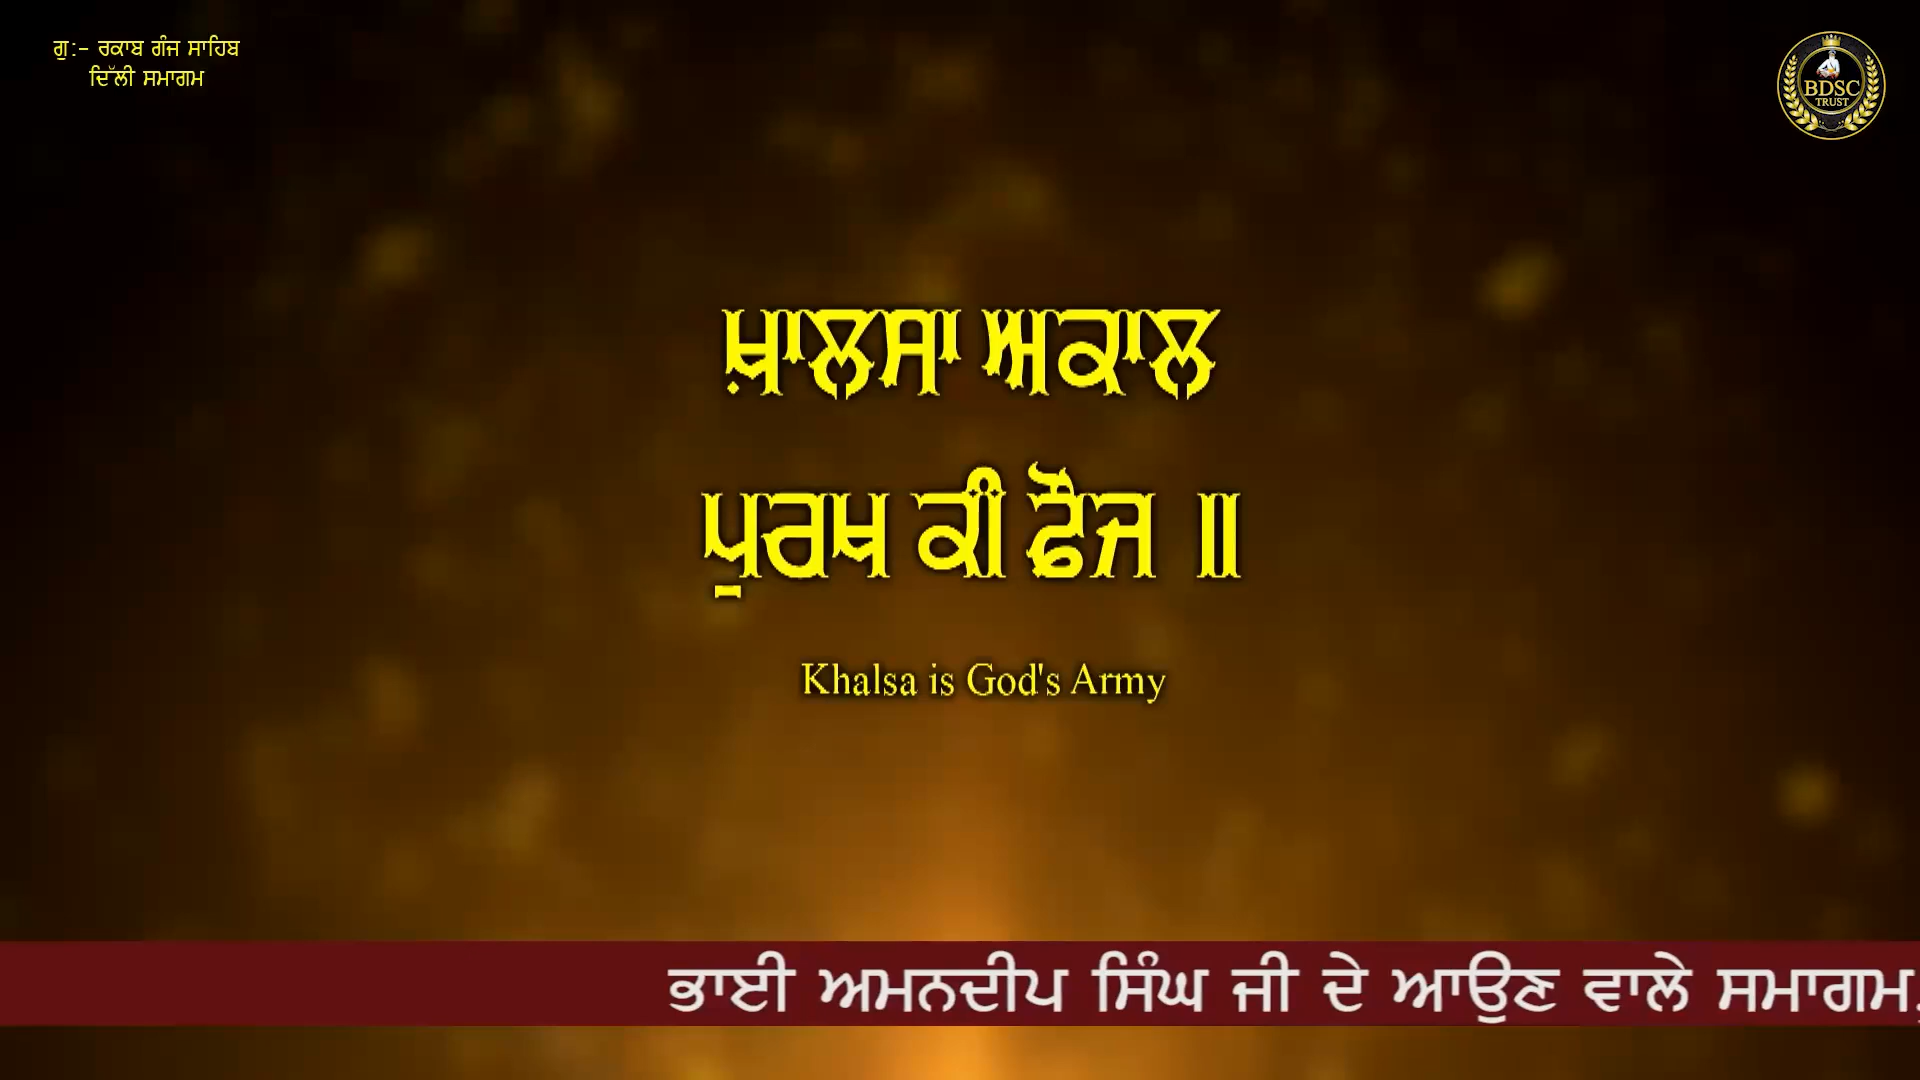 ਗੁ:- ਰਕਾਬ ਗੰਜ ਸਾਹਿਬ
ਦਿੱਲੀ ਸਮਾਗਮ
BDSC
TRUST
ਖ਼ਾਲਸਾ ਅਕਾਲ
ਪੁਰਖ ਕੀ ਫ਼ੌਜ ॥
Khalsa is God's Army
ਭਾਈ ਅਮਨਦੀਪ ਸਿੰਘ ਜੀ ਦੇ ਆਉਣ ਵਾਲੇ ਸਮਾਗਮ